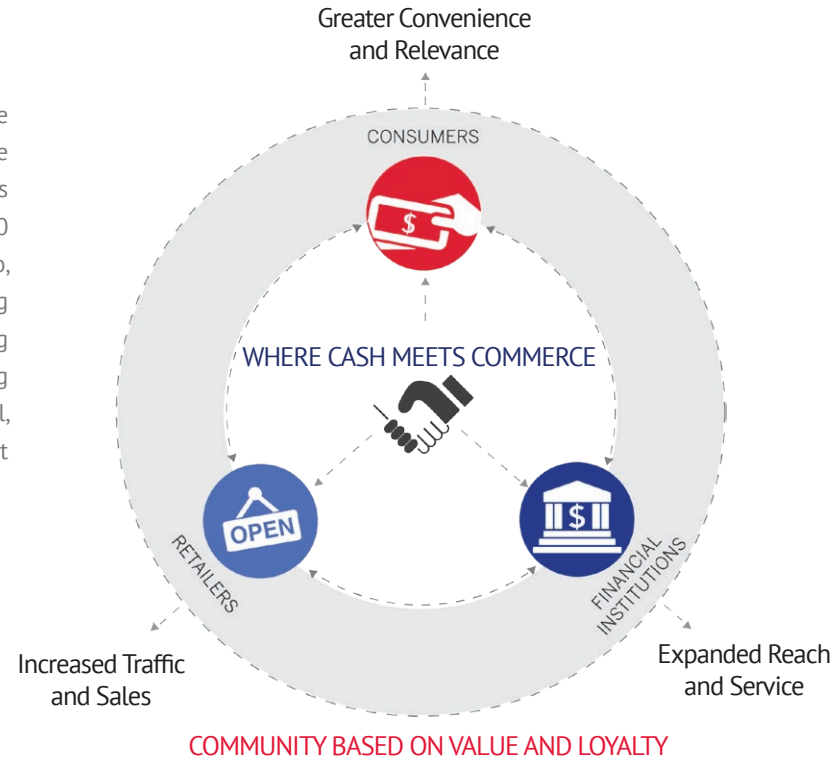 Greater Convenience
and Relevance
CONSUMERS
$
WHERE CASH MEETS COMMERCE
OPEN
$
RETAILERS
FINANCIAL
INSTITUTIONS
Increased Traffic
and Sales
Expanded Reach
and Service
COMMUNITY BASED ON VALUE AND LOYALTY